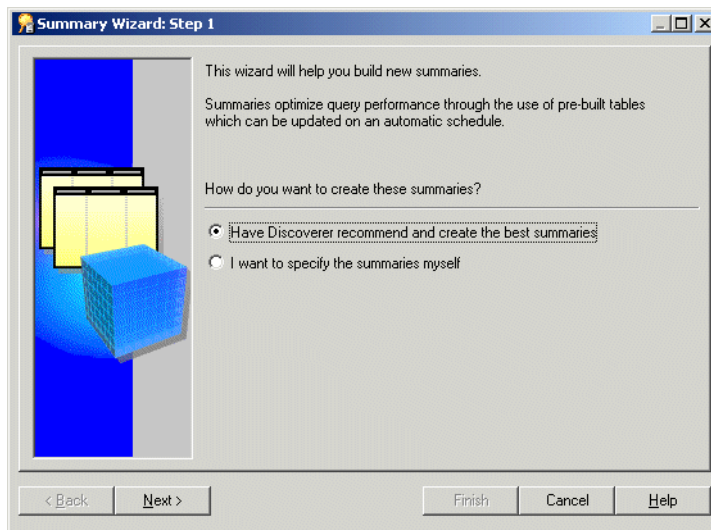 Summary Wizard: Step 1
This wizard will help you build new summaries.
Summaries optimize query performance through the use of pre-built tables
which can be updated on an automatic schedule.
How do you want to create these summaries?
Have Discoverer recommend and create the best summaries
I want to specify the summaries myself
< Back
Next >
Finish
Cancel
Help